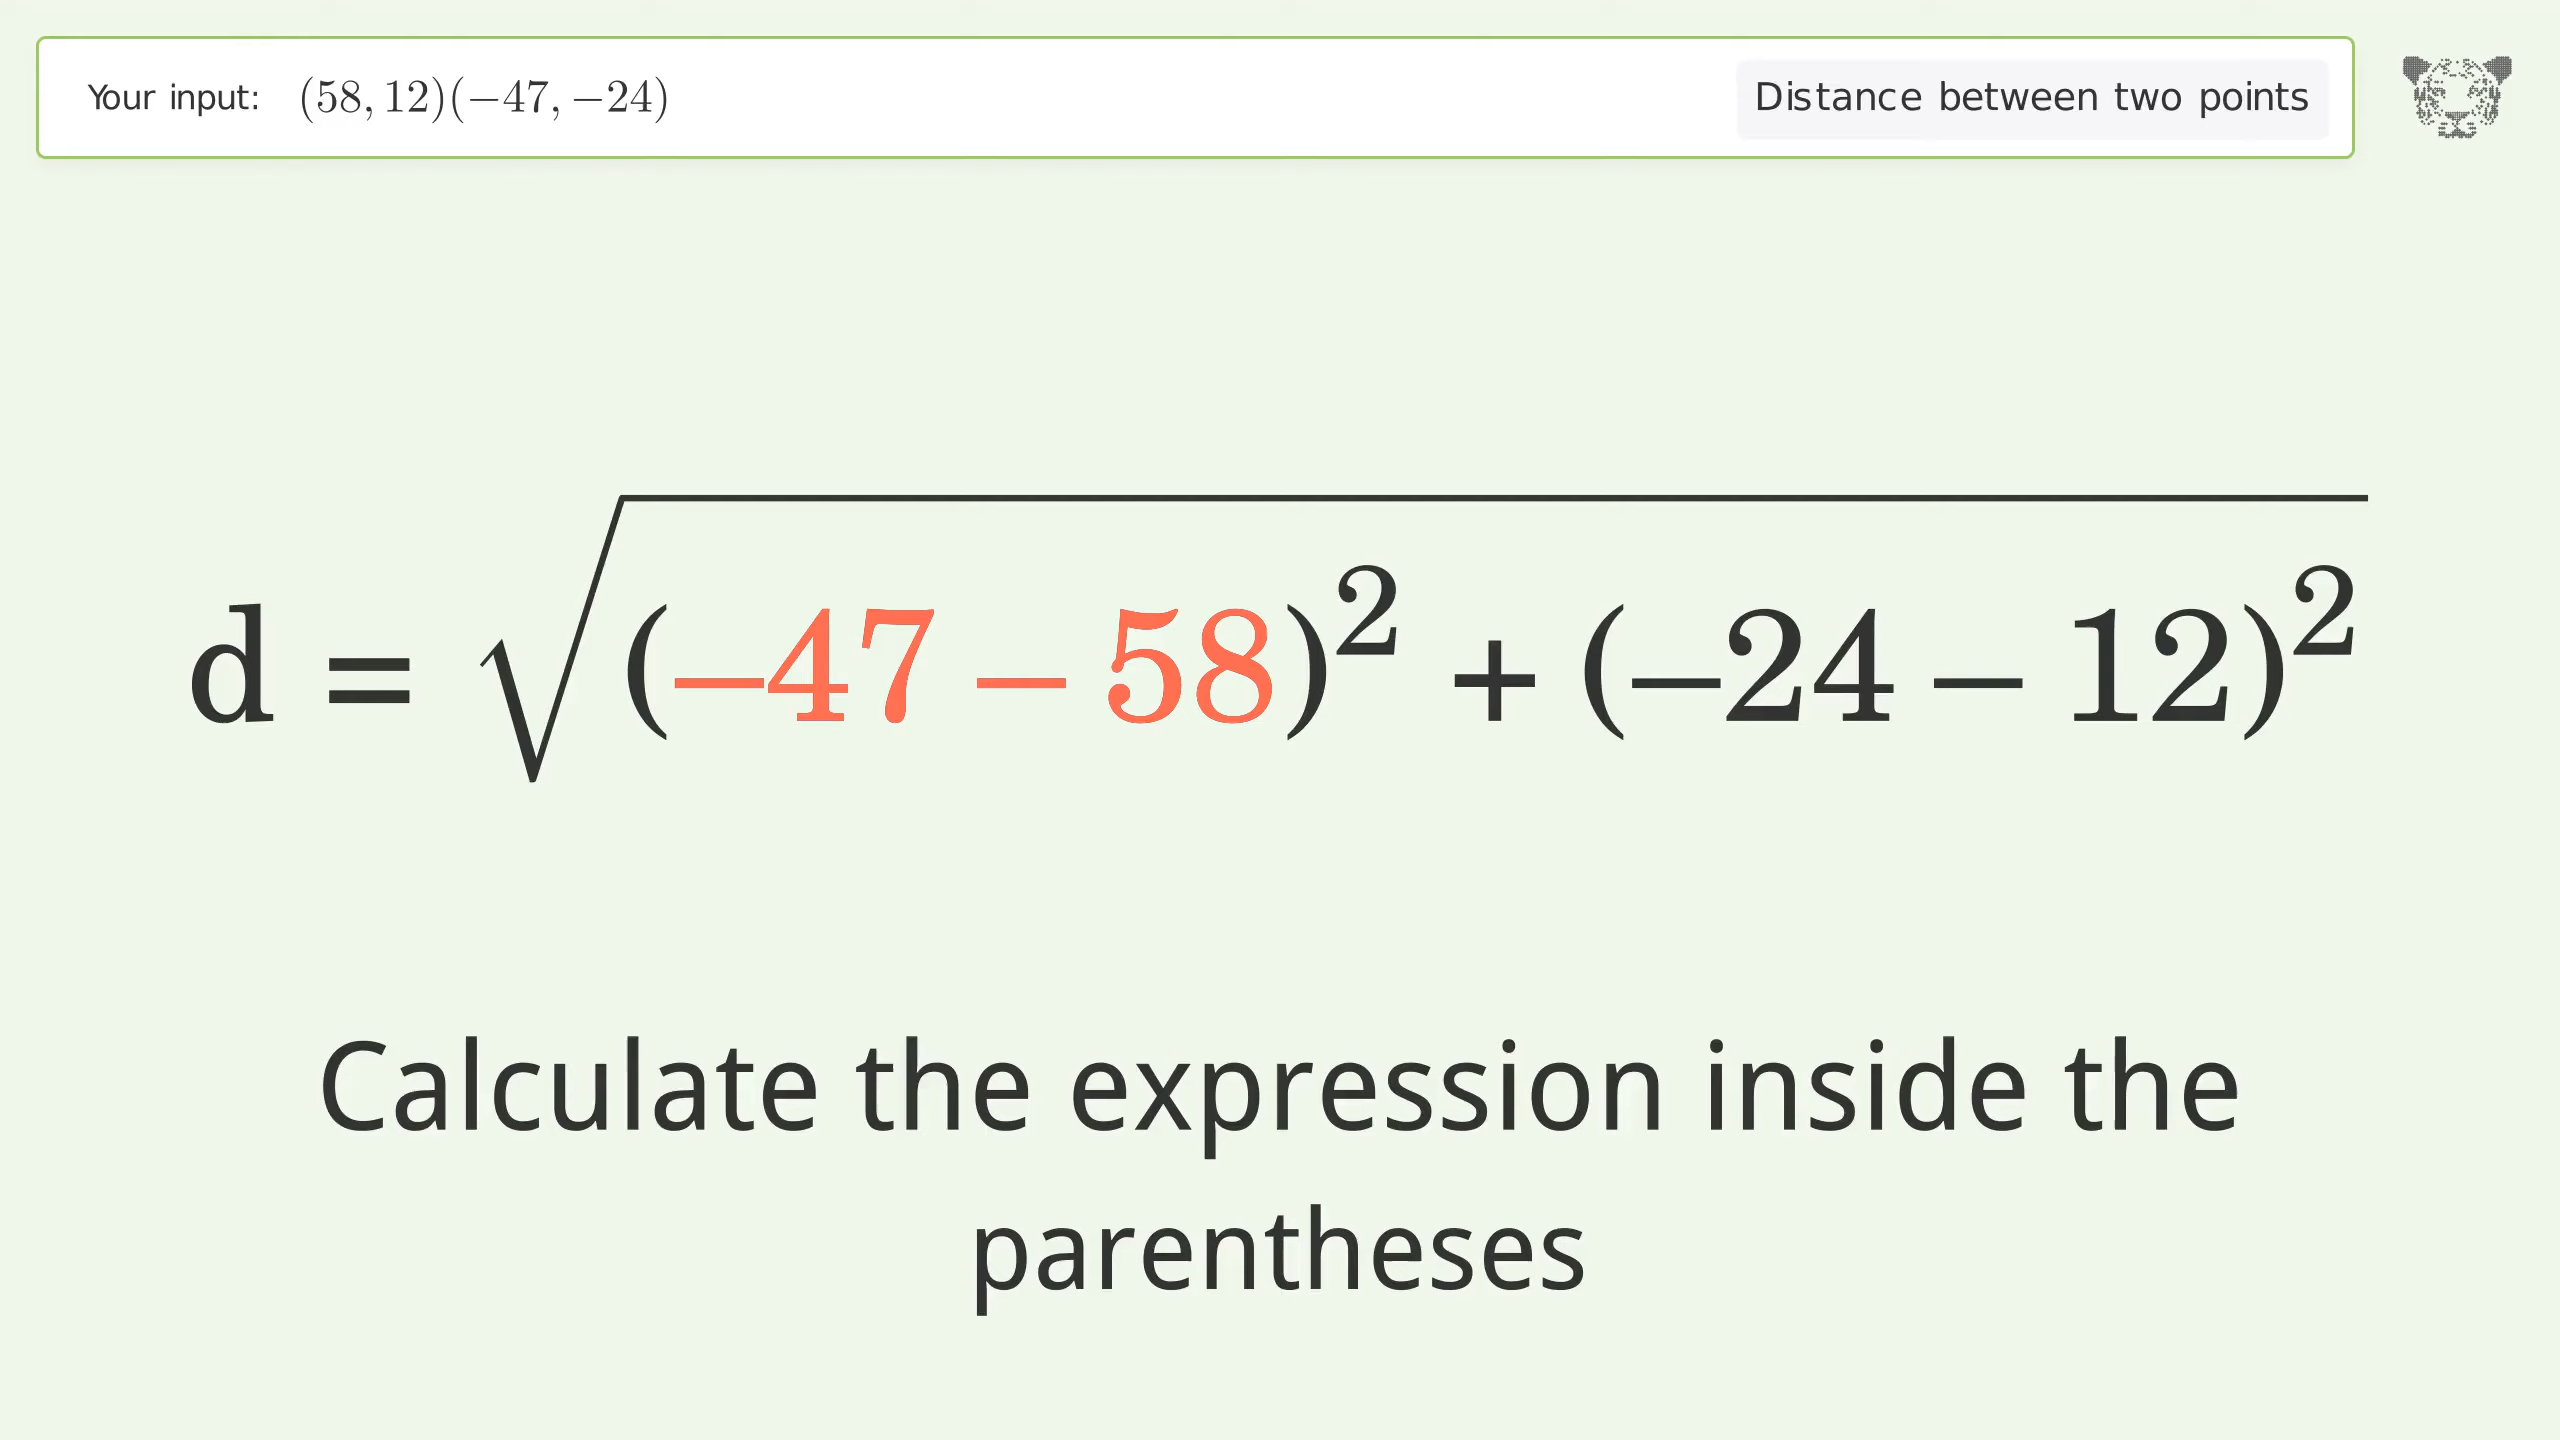 Your input: (58, 12)(−47, −24)
Distance between two points
d = √(−47 − 58)² + (−24 − 12)²
Calculate the expression inside the
parentheses